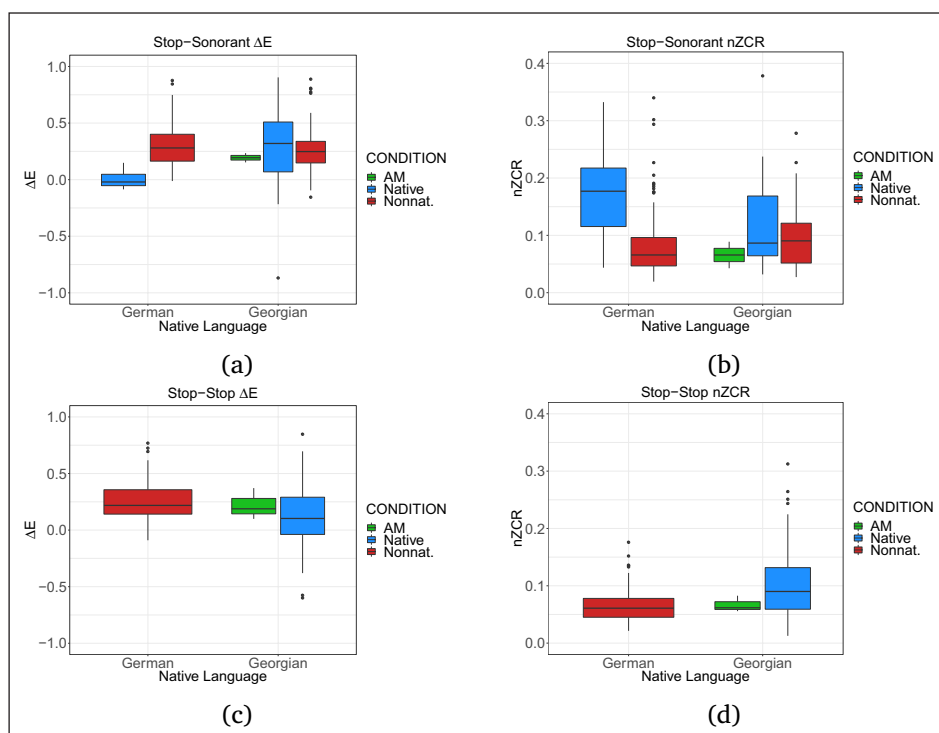 Stop−Sonorant ΔE
1.0
0.5
0.0
−0.5
−1.0
ΔE
German
Georgian
Native Language
CONDITION
AM
Native
Nonnat.
(a)
Stop−Sonorant nZCR
0.4
0.3
0.2
0.1
0.0
nZCR
German
Georgian
Native Language
CONDITION
AM
Native
Nonnat.
(b)
Stop−Stop ΔE
1.0
0.5
0.0
−0.5
−1.0
ΔE
German
Georgian
Native Language
CONDITION
AM
Native
Nonnat.
(c)
Stop−Stop nZCR
0.4
0.3
0.2
0.1
0.0
nZCR
German
Georgian
Native Language
CONDITION
AM
Native
Nonnat.
(d)